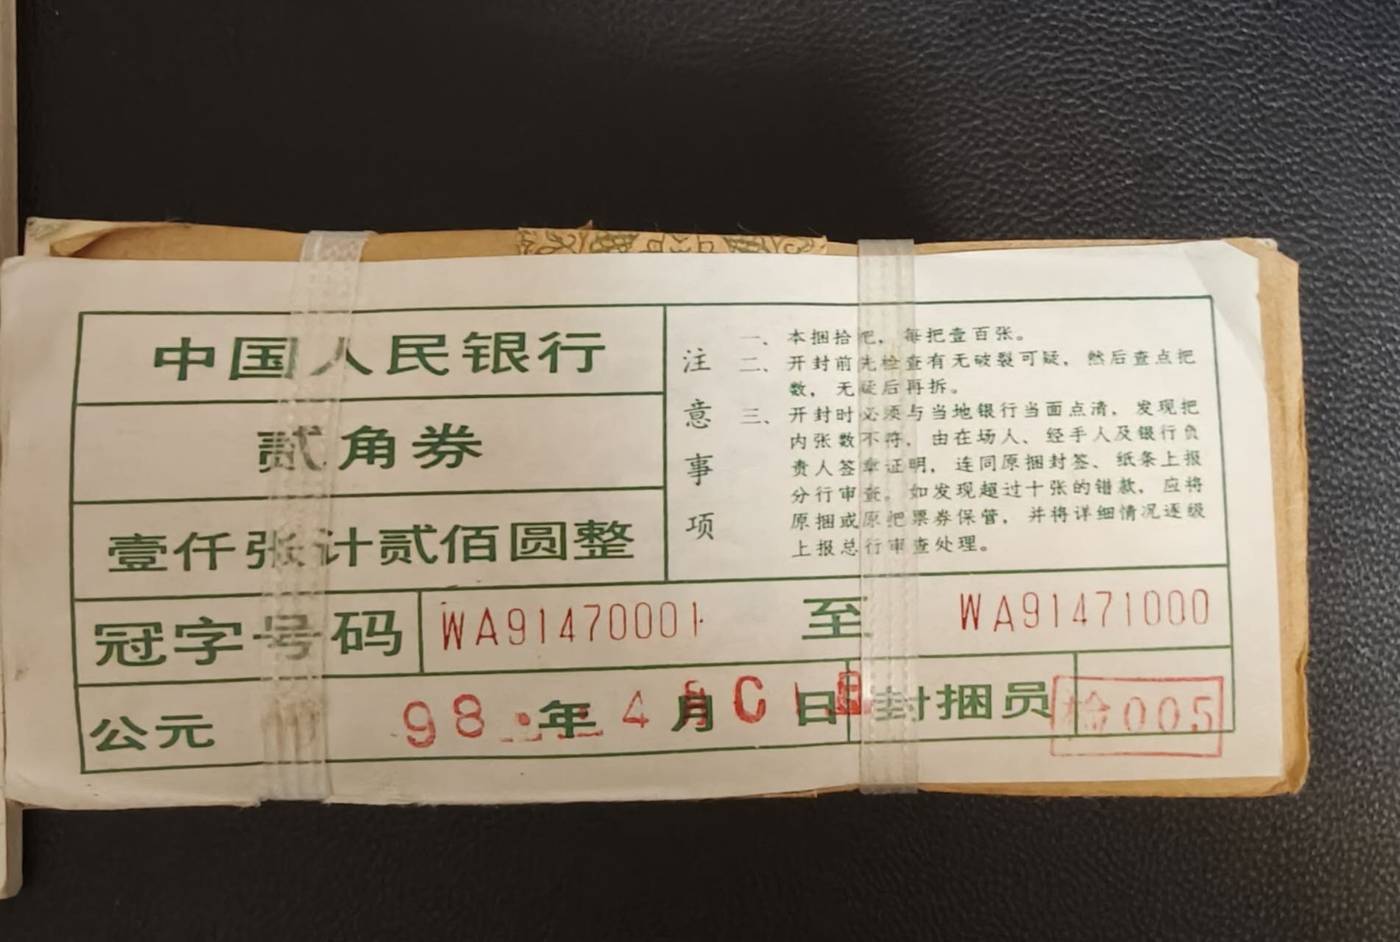 中国人民银行
贰角券
壹仟张计贰佰圆整
注意事项
一、本捆拾把，每把壹百张。
二、开封前先检查有无破裂可疑，然后查点把
数，无疑后再拆。
三、开封时必须与当地银行当面点清，发现把
内张数不符，由在场人、经手人及银行负
责人签章证明，连同原捆封签、纸条上报
分行审查。如发现超过十张的错款，应将
原捆或原把票券保管，并将详细情况逐级
上报总行审查处理。
冠字号码 WA91470001 至 WA91471000
公元 98年4月 日 封捆员 检005